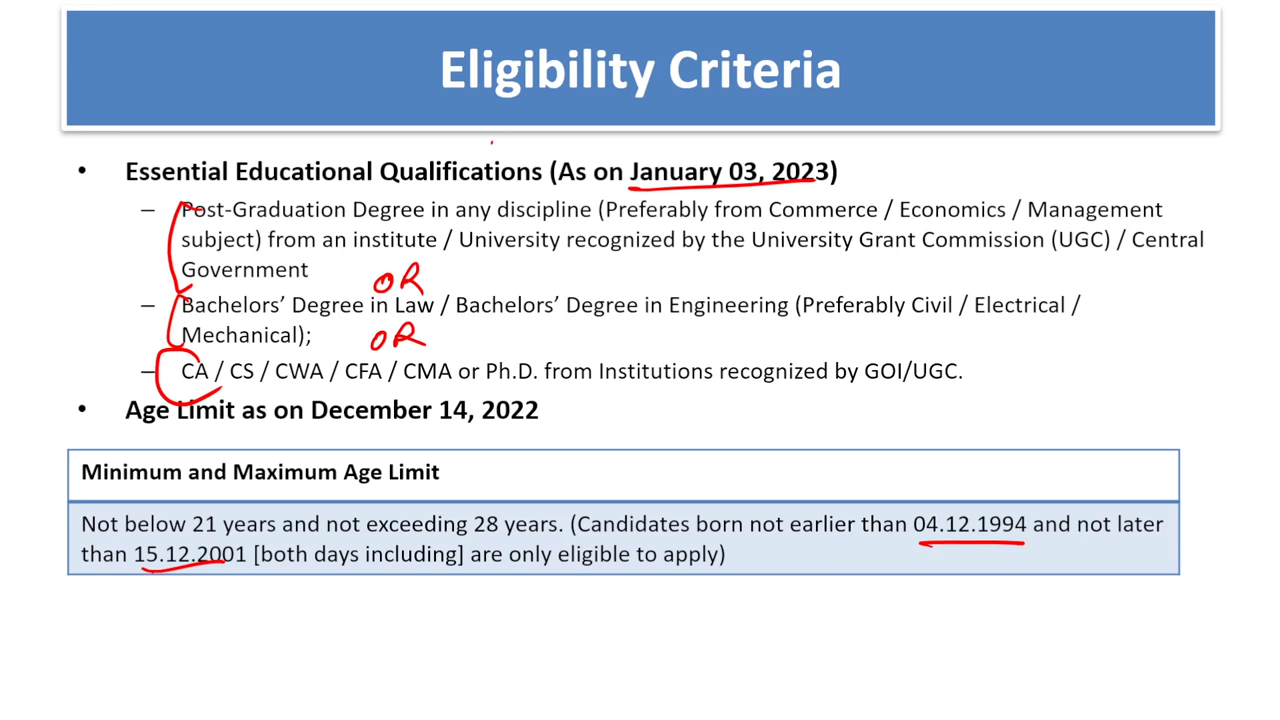 Eligibility Criteria
• Essential Educational Qualifications (As on January 03, 2023)
– Post-Graduation Degree in any discipline (Preferably from Commerce / Economics / Management
subject) from an institute / University recognized by the University Grant Commission (UGC) / Central
Government
OR
– Bachelors’ Degree in Law / Bachelors’ Degree in Engineering (Preferably Civil / Electrical /
Mechanical);
OR
– CA / CS / CWA / CFA / CMA or Ph.D. from Institutions recognized by GOI/UGC.
• Age Limit as on December 14, 2022
Minimum and Maximum Age Limit
Not below 21 years and not exceeding 28 years. (Candidates born not earlier than 04.12.1994 and not later
than 15.12.2001 [both days including] are only eligible to apply)